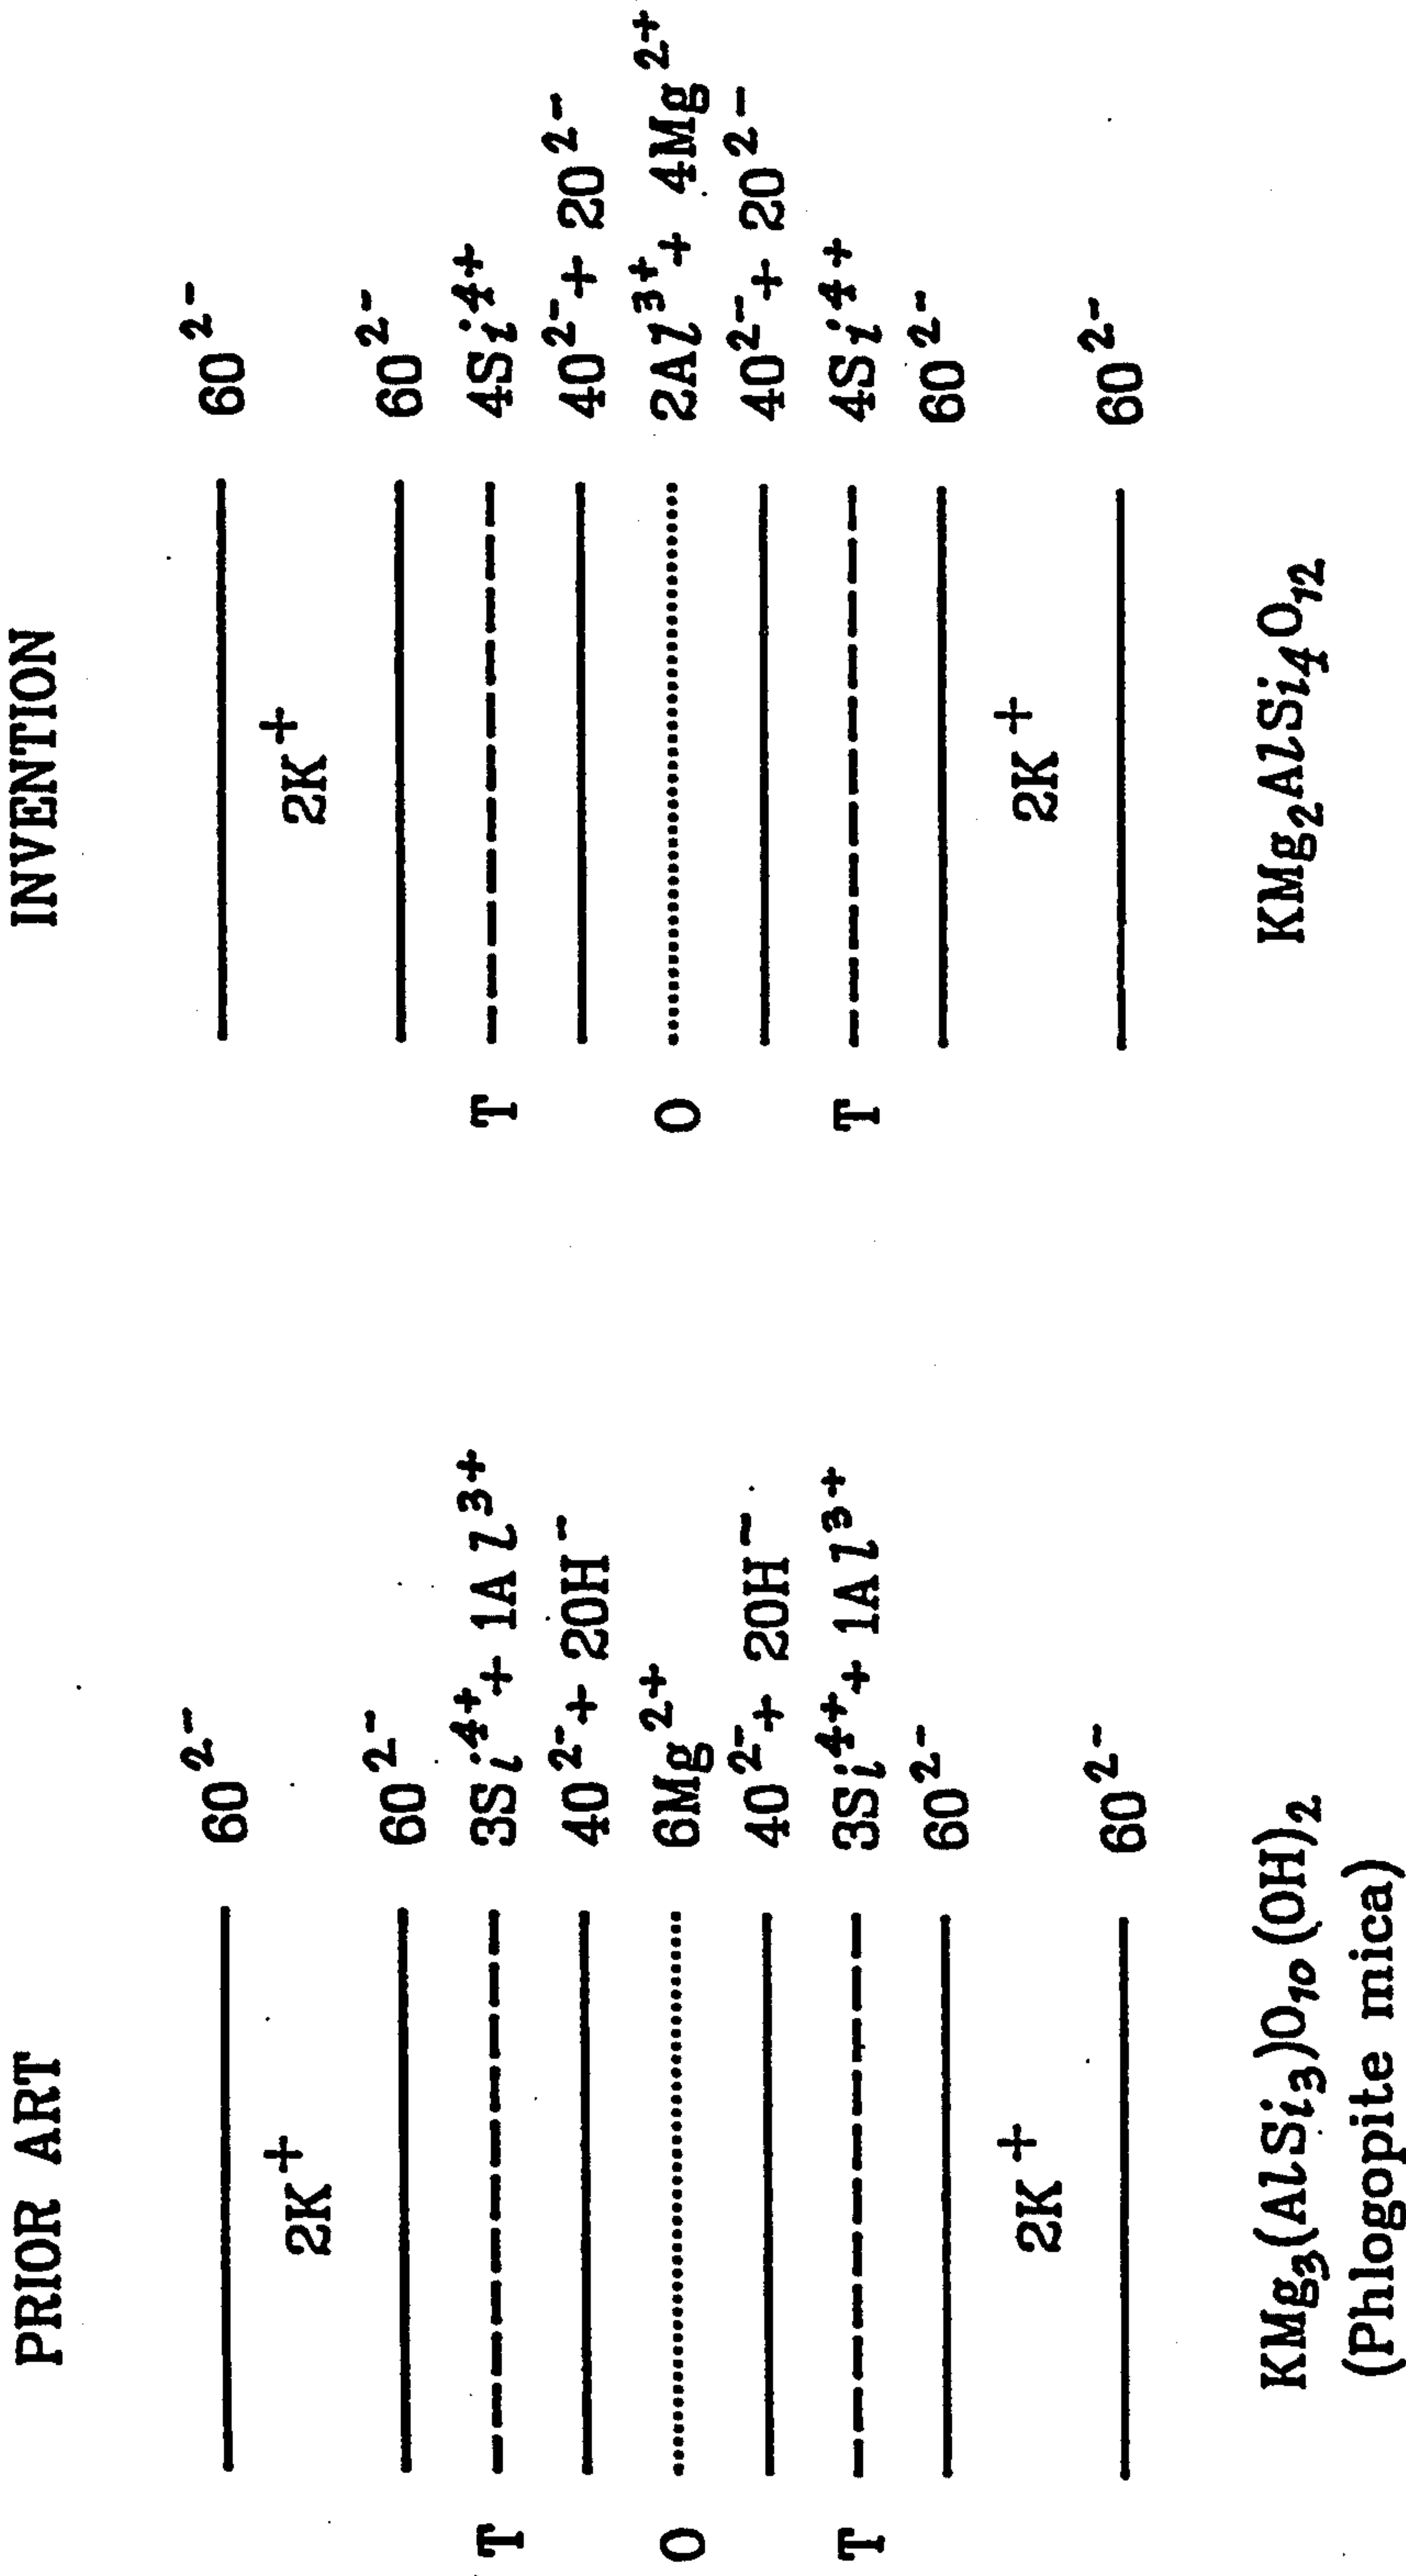 PRIOR ART
6O²⁻
2K⁺
6O²⁻
T 3Si⁴⁺ + 1Al³⁺
4O²⁻ + 2OH⁻
O 6Mg²⁺
4O²⁻ + 2OH⁻
T 3Si⁴⁺ + 1Al³⁺
6O²⁻
2K⁺
6O²⁻
KMg₃(AlSi₃)O₁₀(OH)₂
(Phlogopite mica)
INVENTION
6O²⁻
2K⁺
6O²⁻
T 4Si⁴⁺
4O²⁻ + 2O²⁻
O 2Al³⁺ + 4Mg²⁺
4O²⁻ + 2O²⁻
T 4Si⁴⁺
6O²⁻
2K⁺
6O²⁻
KMg₂AlSi₄O₁₂